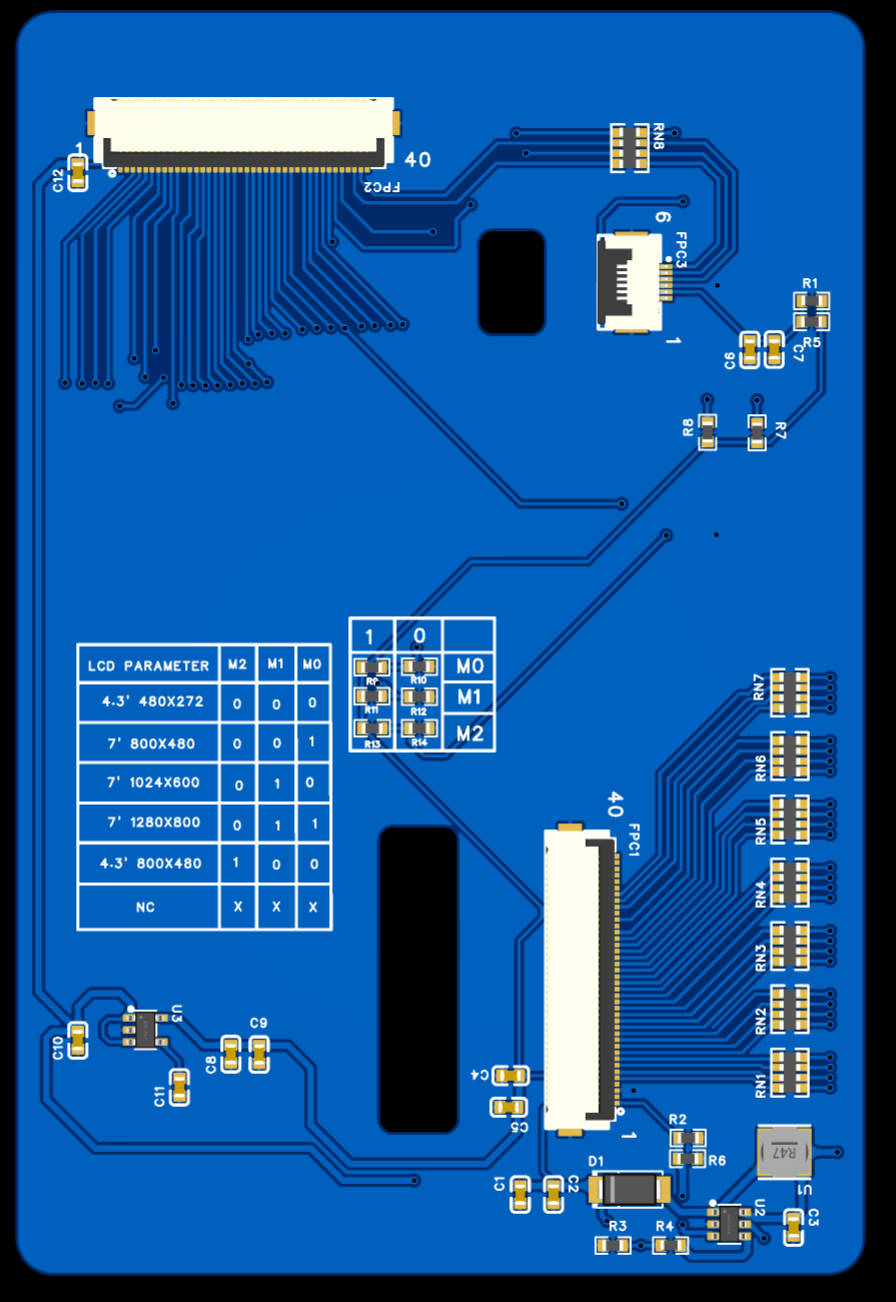 1
C12
40
FPC2
RN8
6
FPC3
1
R1
R5
C6
C7
R8
R7
LCD PARAMETER M2 M1 M0
4.3' 480X272 0 0 0
7' 800X480 0 0 1
7' 1024X600 0 1 0
7' 1280X800 0 1 1
4.3' 800X480 1 0 0
NC X X X
1 0
R9 R10 M0
R11 R12 M1
R13 R14 M2
RN7
RN6
RN5
RN4
RN3
RN2
RN1
40
FPC1
1
U3
C10
C11
C8
C9
C4
C5
R2
R6
D1
C1
C2
R3
R4
R47
U1
U2
C3